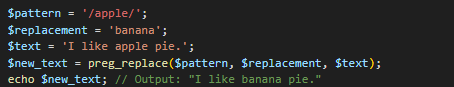 $pattern = '/apple/';
$replacement = 'banana';
$text = 'I like apple pie.';
$new_text = preg_replace($pattern, $replacement, $text);
echo $new_text; // Output: "I like banana pie."